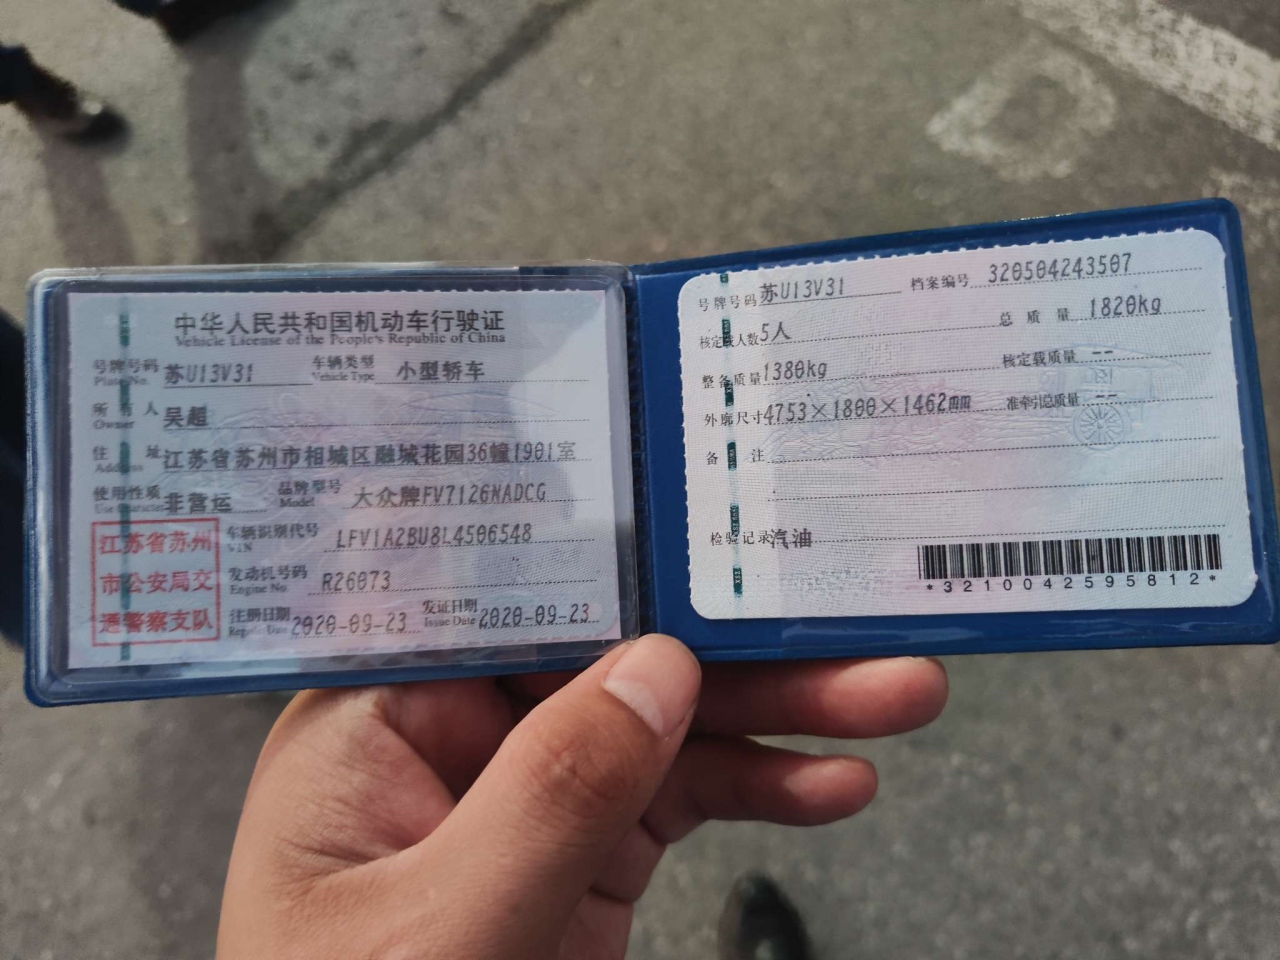 中华人民共和国机动车行驶证
Vehicle License of the People's Republic of China
号牌号码 苏U13V31 车辆类型 小型轿车
Plate No. Vehicle Type
所有人 吴超
Owner
住址 江苏省苏州市相城区融城花园36幢1901室
Address
使用性质 非营运 品牌型号 大众牌FV7126NADCG
Use Character Model
江苏省苏州
市公安局交
通警察支队
车辆识别代号 LFV1A2BU8L4506548
VIN
发动机号码 R26073
Engine No.
注册日期 2020-09-23 发证日期 2020-09-23
Register Date Issue Date
号牌号码 苏U13V31 档案编号 320504243507
核定载人数 5人 总质量 1820kg
整备质量 1380kg 核定载质量 --
外廓尺寸 4753×1800×1462mm 准牵引总质量 --
备注
检验记录 汽油
*3210042595812*